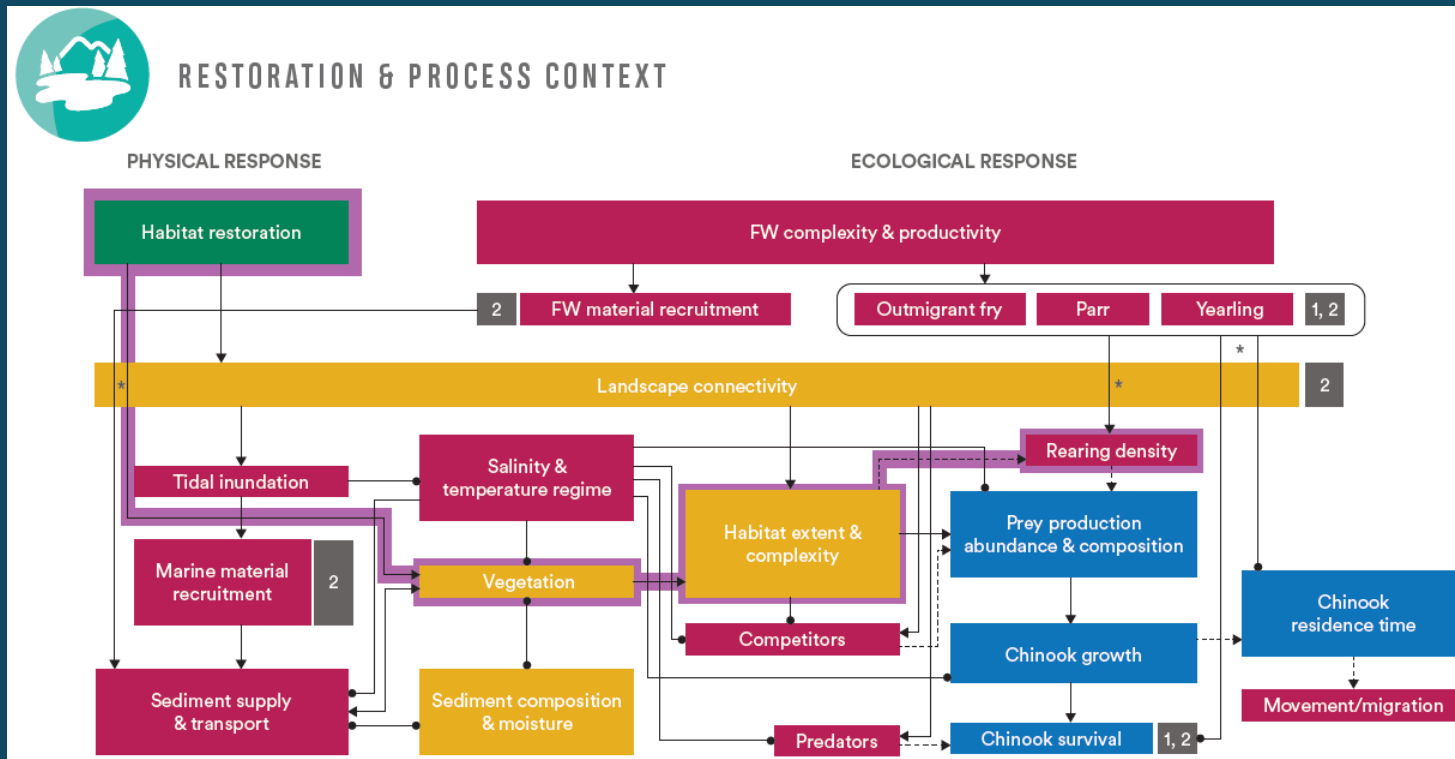 RESTORATION & PROCESS CONTEXT
PHYSICAL RESPONSE
ECOLOGICAL RESPONSE
Habitat restoration
FW complexity & productivity
2
FW material recruitment
Outmigrant fry
Parr
Yearling
1, 2
*
*
Landscape connectivity
*
2
Rearing density
Salinity &
temperature regime
Tidal inundation
Habitat extent &
complexity
Prey production
abundance & composition
Marine material
recruitment
2
Vegetation
Chinook
residence time
Competitors
Chinook growth
Sediment supply
& transport
Sediment composition
& moisture
Movement/migration
Predators
Chinook survival
1, 2